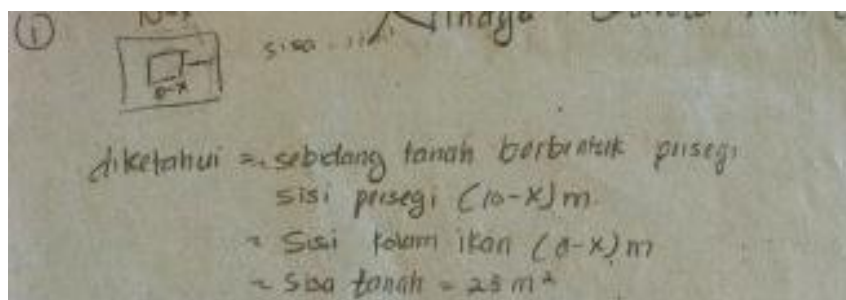 ①
sisa ....
8-x
diketahui = . sebidang tanah berbentuk persegi
sisi persegi (10-x) m.
- Sisi kolam ikan (8-x) m
- Sisa tanah = 28 m²